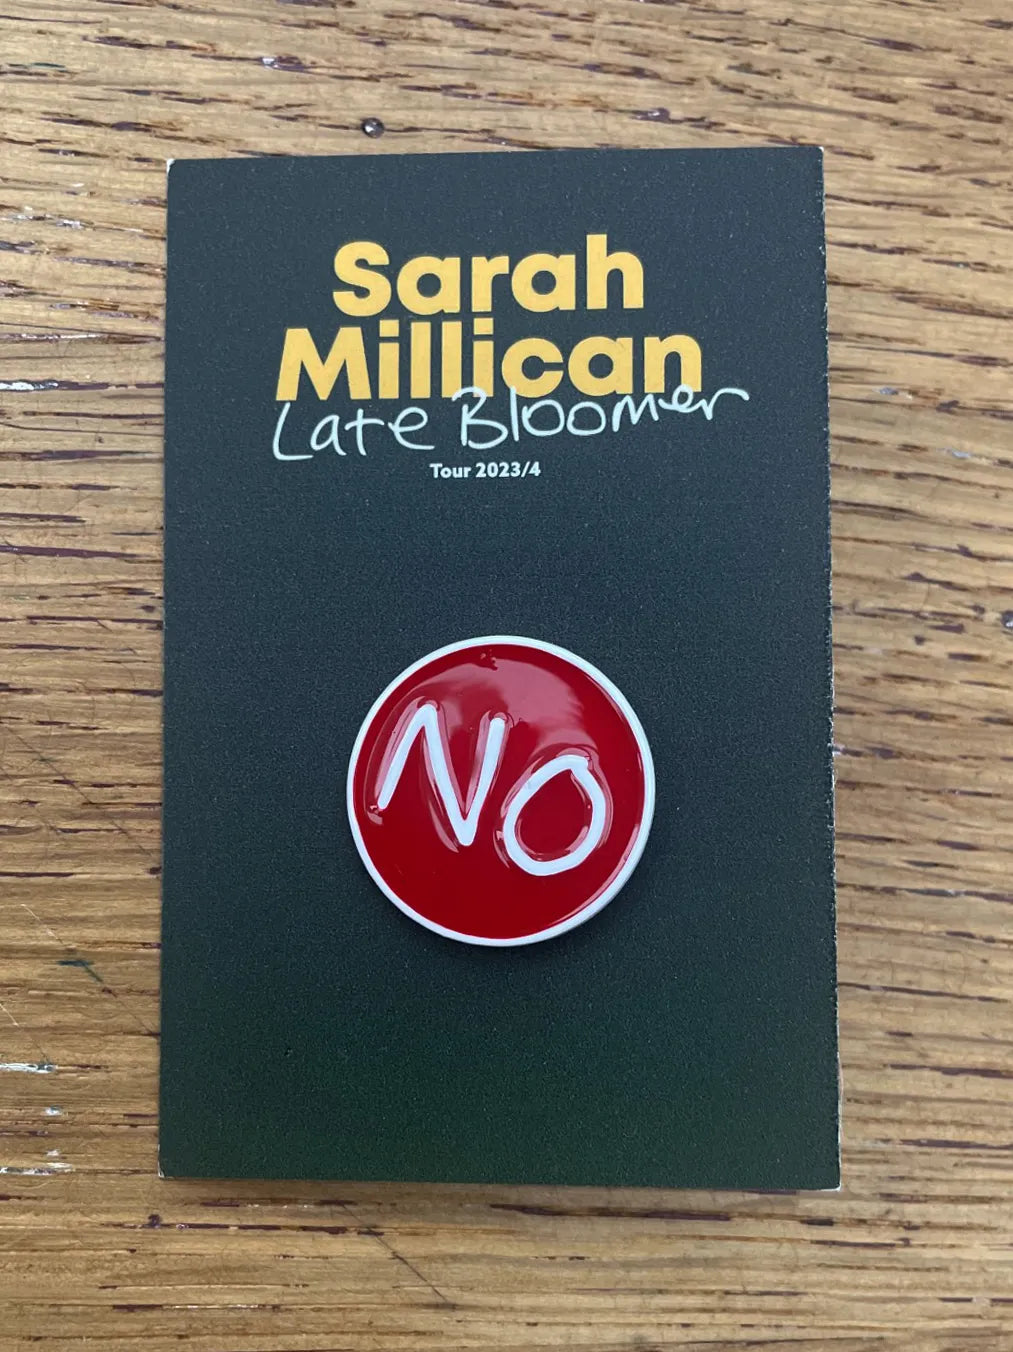 Sarah
Millican
Late Bloomer
Tour 2023/4
No